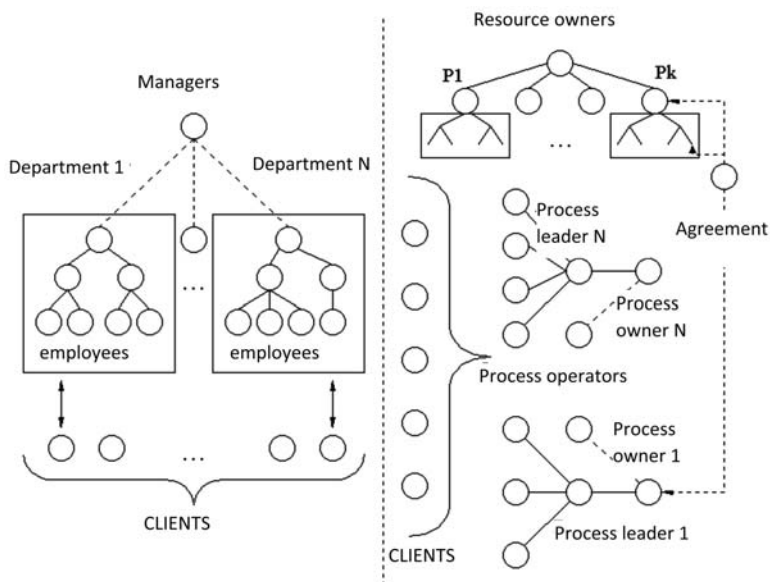 Managers
Department 1
Department N
...
employees
employees
...
CLIENTS
Resource owners
P1
Pk
...
Agreement
Process
leader N
Process
owner N
Process operators
Process
owner 1
Process leader 1
CLIENTS